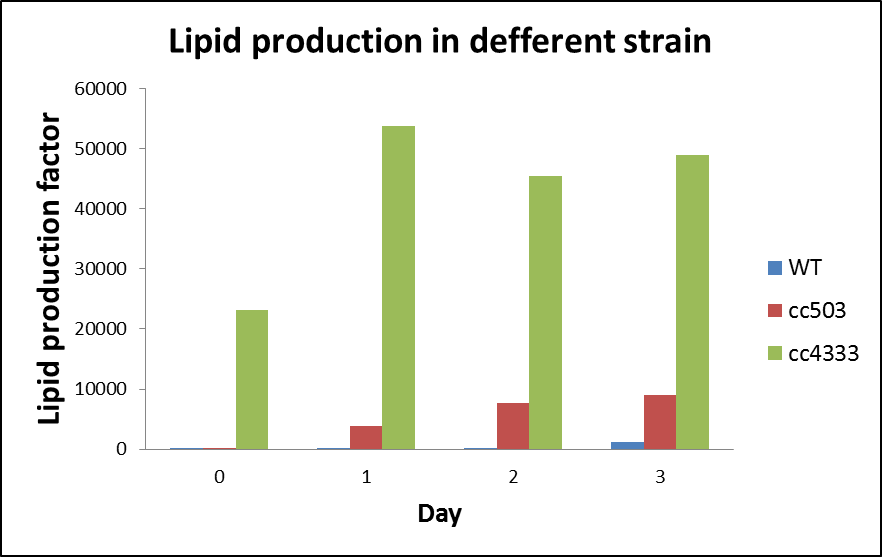 Lipid production in defferent strain
Lipid production factor
60000
50000
40000
30000
20000
10000
0
0 1 2 3
Day
WT
cc503
cc4333